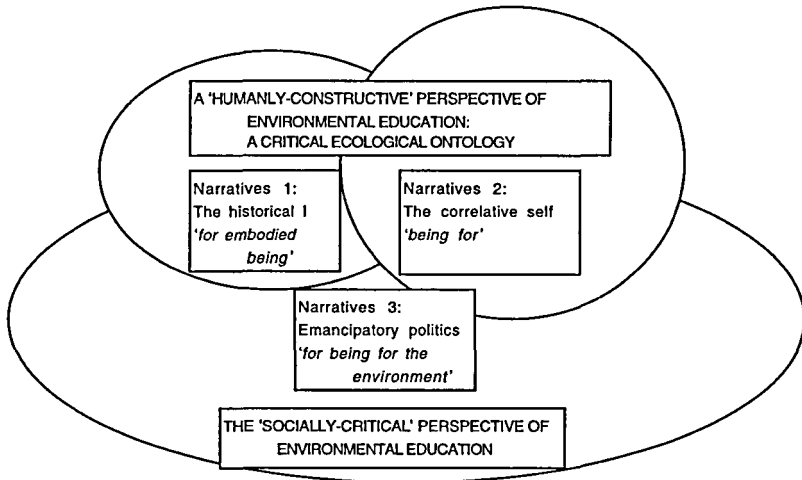 A 'HUMANLY-CONSTRUCTIVE' PERSPECTIVE OF
ENVIRONMENTAL EDUCATION:
A CRITICAL ECOLOGICAL ONTOLOGY
Narratives 1:
The historical I
'for embodied
being'
Narratives 2:
The correlative self
'being for'
Narratives 3:
Emancipatory politics
'for being for the
environment'
THE 'SOCIALLY-CRITICAL' PERSPECTIVE OF
ENVIRONMENTAL EDUCATION